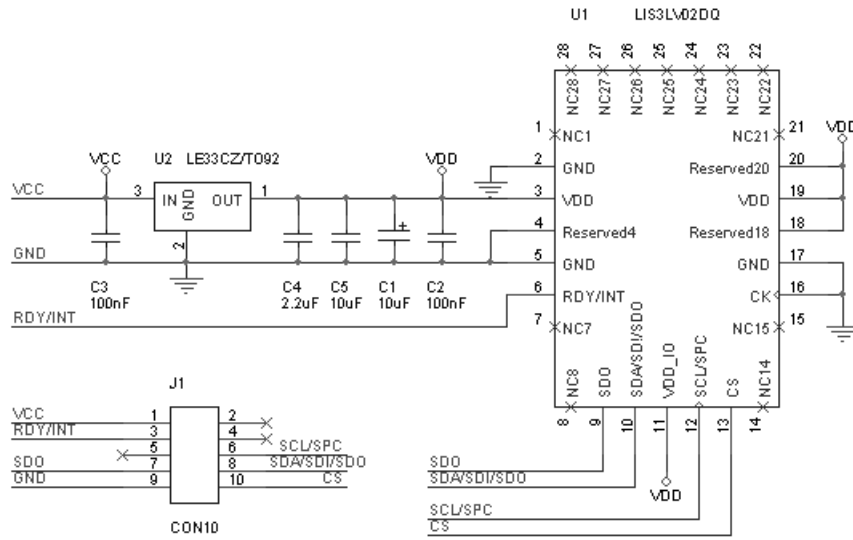 U1 LIS3LV02DQ
28 27 26 25 24 23 22
NC28 NC27 NC26 NC25 NC24 NC23 NC22
1 NC1 NC21 21
VDD
2 GND Reserved20 20
VCC U2 LE33CZ/TO92 VDD
VCC 3 IN GND OUT 1 3 VDD VDD 19
4 Reserved4 Reserved18 18
2
GND 5 GND GND 17
C3 C4 C5 C1 C2
100nF 2.2uF 10uF 10uF 100nF
+
6 RDY/INT CK 16
RDY/INT 7 NC7 NC15 15
NC8 SDO SDA/SDI/SDO VDD_IO SCL/SPC CS NC14
8 9 10 11 12 13 14
J1
VCC 1 2
RDY/INT 3 4
5 6 SCL/SPC
SDO 7 8 SDA/SDI/SDO
GND 9 10 CS
CON10
SDO
SDA/SDI/SDO
VDD
SCL/SPC
CS